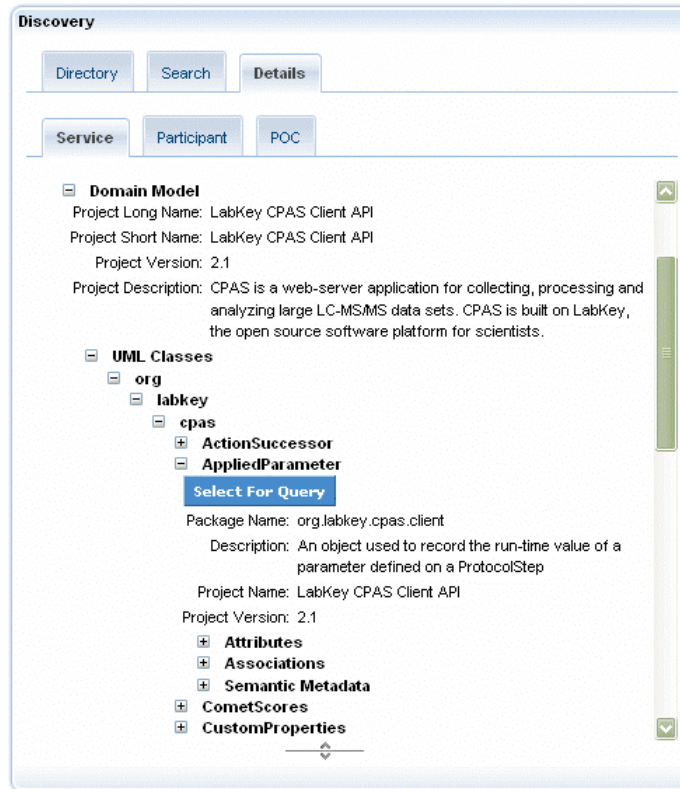 Discovery
Directory Search Details
Service Participant POC
Domain Model
Project Long Name: LabKey CPAS Client API
Project Short Name: LabKey CPAS Client API
Project Version: 2.1
Project Description: CPAS is a web-server application for collecting, processing and
analyzing large LC-MS/MS data sets. CPAS is built on LabKey,
the open source software platform for scientists.
UML Classes
org
labkey
cpas
ActionSuccessor
AppliedParameter
Select For Query
Package Name: org.labkey.cpas.client
Description: An object used to record the run-time value of a
parameter defined on a ProtocolStep
Project Name: LabKey CPAS Client API
Project Version: 2.1
Attributes
Associations
Semantic Metadata
CometScores
CustomProperties